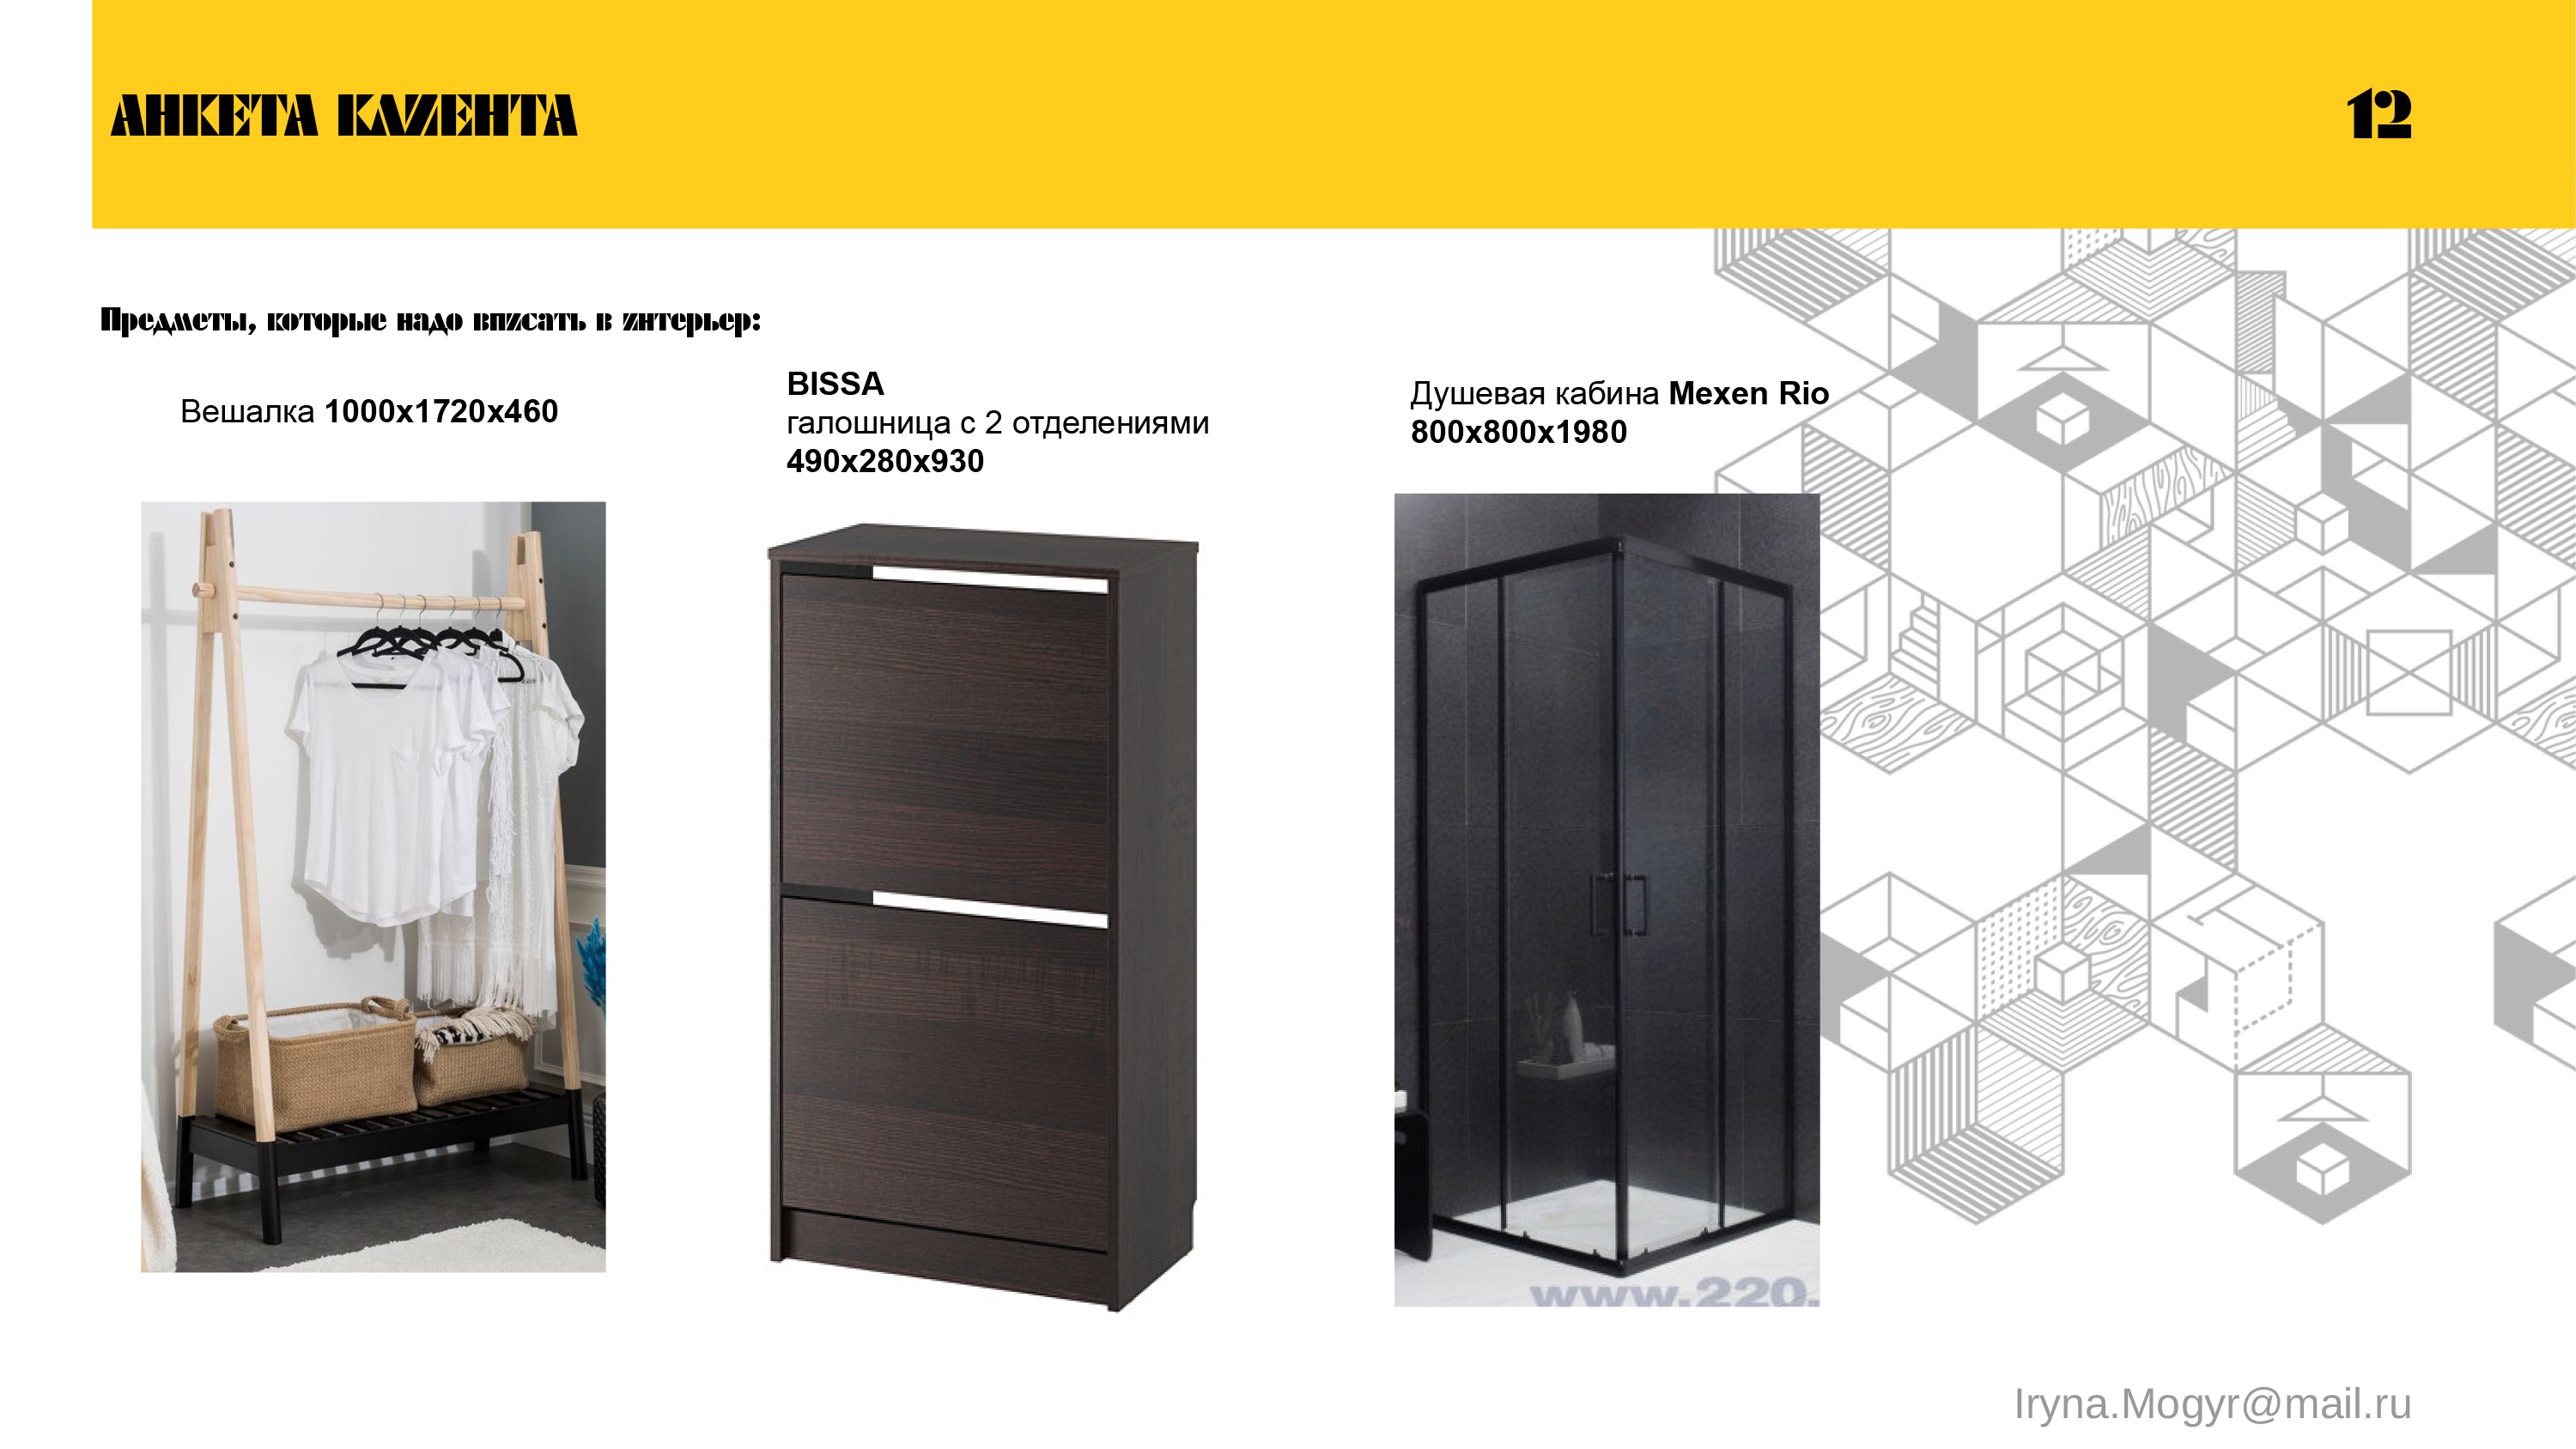 АНКЕТА КЛИЕНТА
12
Предметы, которые надо вписать в интерьер:
Вешалка 1000х1720х460
BISSA
галошница с 2 отделениями
490х280х930
Душевая кабина Mexen Rio
800х800х1980
www.220.
Iryna.Mogyr@mail.ru